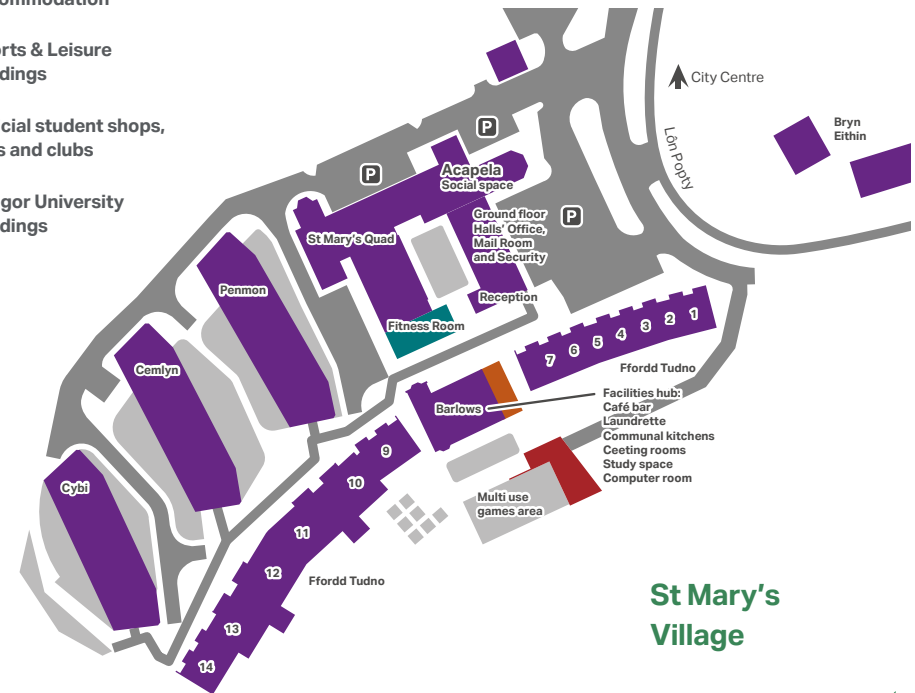 ommodation
orts & Leisure
dings
cial student shops,
s and clubs
gor University
dings
City Centre
Lôn Popty
Bryn
Eithin
P
P
P
Acapela
Social space
St Mary's Quad
Ground floor
Halls' Office,
Mail Room
and Security
Reception
Fitness Room
Penmon
Cemlyn
Cybi
7 6 5 4 3 2 1
Ffordd Tudno
Barlows
Facilities hub:
Café bar
Laundrette
Communal kitchens
Ceeting rooms
Study space
Computer room
Multi use
games area
9
10
11
12
13
14
Ffordd Tudno
St Mary's
Village